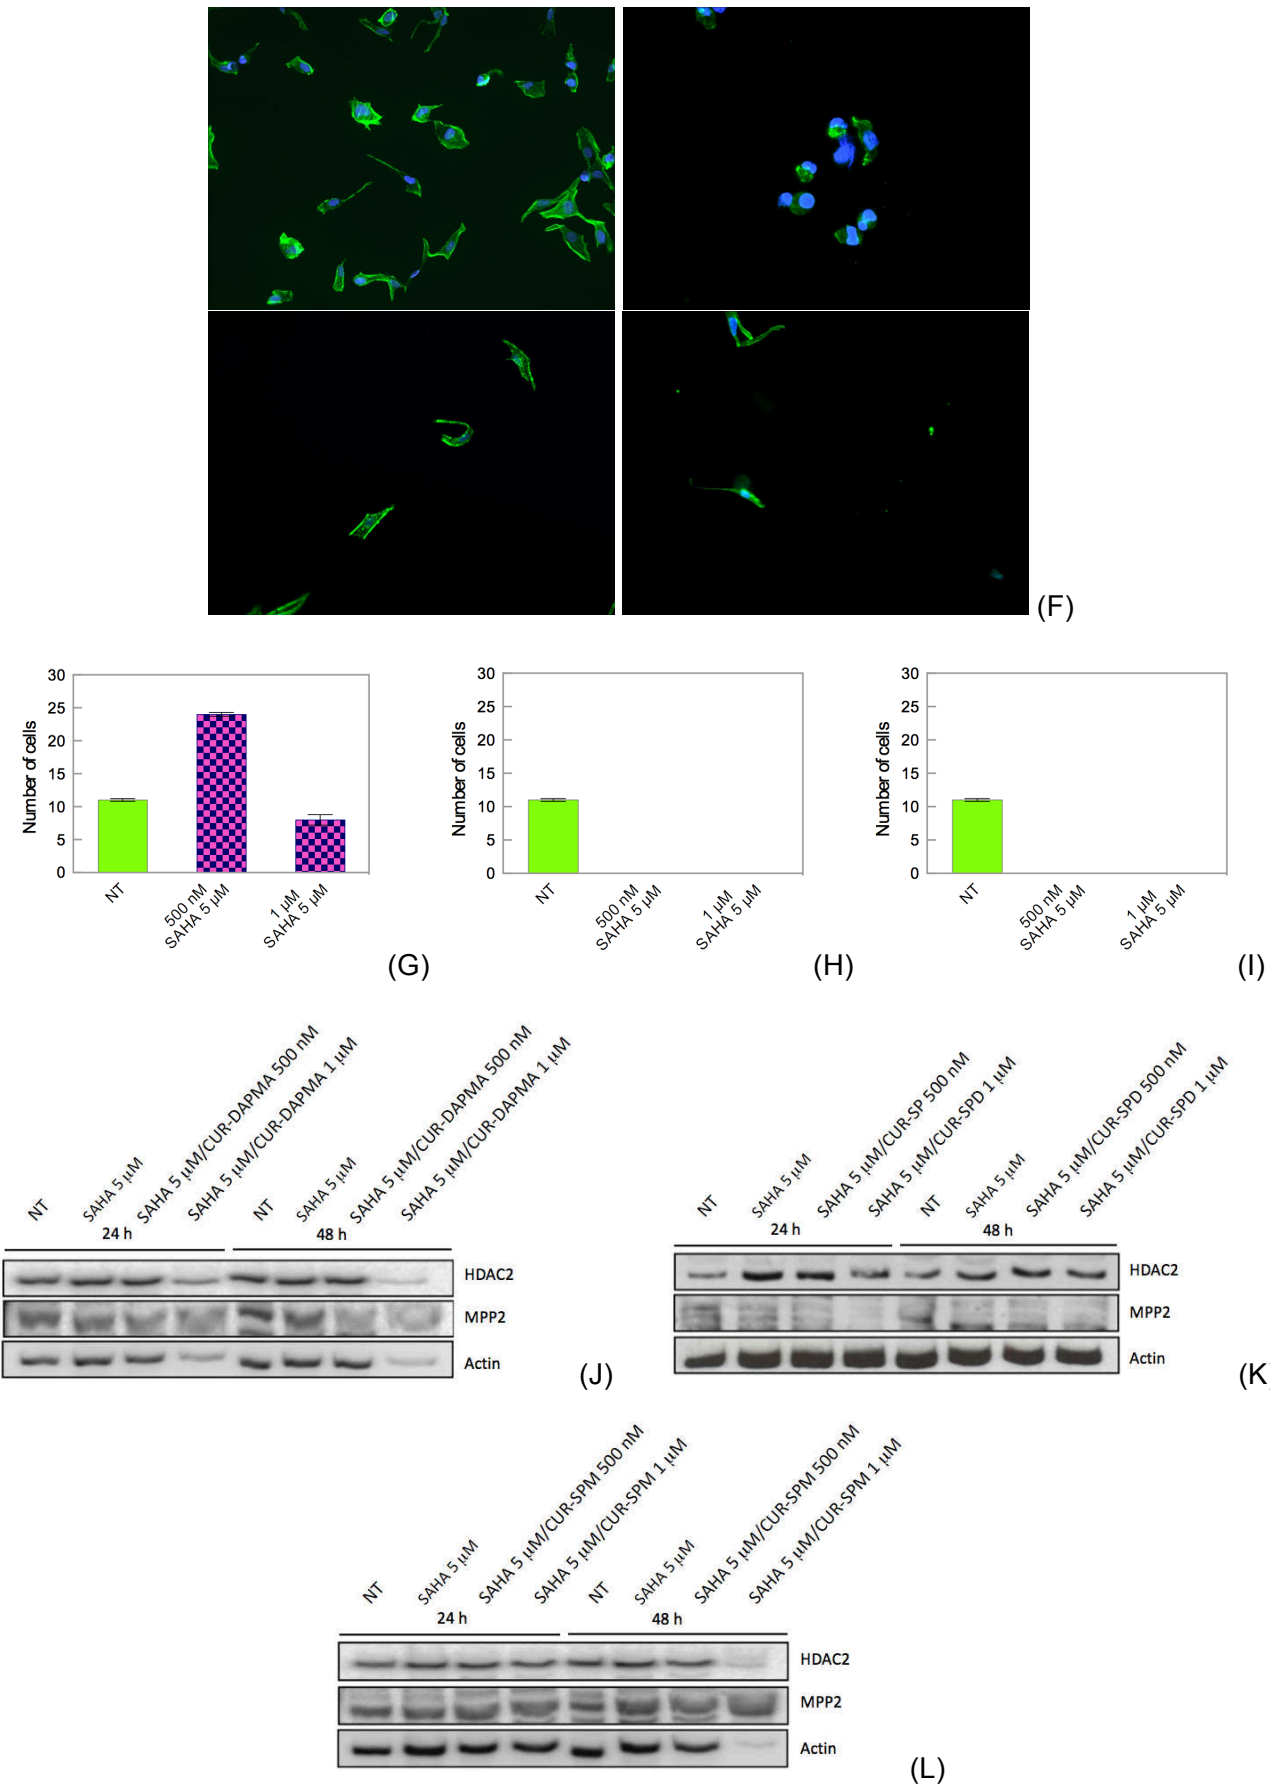 (F)
30
25
20
15
10
5
0
Number of cells
NT
500 nM
SAHA 5 µM
1 µM
SAHA 5 µM
(G)
30
25
20
15
10
5
0
Number of cells
NT
500 nM
SAHA 5 µM
1 µM
SAHA 5 µM
(H)
30
25
20
15
10
5
0
Number of cells
NT
500 nM
SAHA 5 µM
1 µM
SAHA 5 µM
(I)
NT
SAHA 5 µM
SAHA 5 µM/CUR-DAPMA 500 nM
SAHA 5 µM/CUR-DAPMA 1 µM
NT
SAHA 5 µM
SAHA 5 µM/CUR-DAPMA 500 nM
SAHA 5 µM/CUR-DAPMA 1 µM
24 h
48 h
HDAC2
MPP2
Actin
(J)
NT
SAHA 5 µM
SAHA 5 µM/CUR-SP 500 nM
SAHA 5 µM/CUR-SPD 1 µM
NT
SAHA 5 µM
SAHA 5 µM/CUR-SPD 500 nM
SAHA 5 µM/CUR-SPD 1 µM
24 h
48 h
HDAC2
MPP2
Actin
(K)
NT
SAHA 5 µM
SAHA 5 µM/CUR-SPM 500 nM
SAHA 5 µM/CUR-SPM 1 µM
NT
SAHA 5 µM
SAHA 5 µM/CUR-SPM 500 nM
SAHA 5 µM/CUR-SPM 1 µM
24 h
48 h
HDAC2
MPP2
Actin
(L)